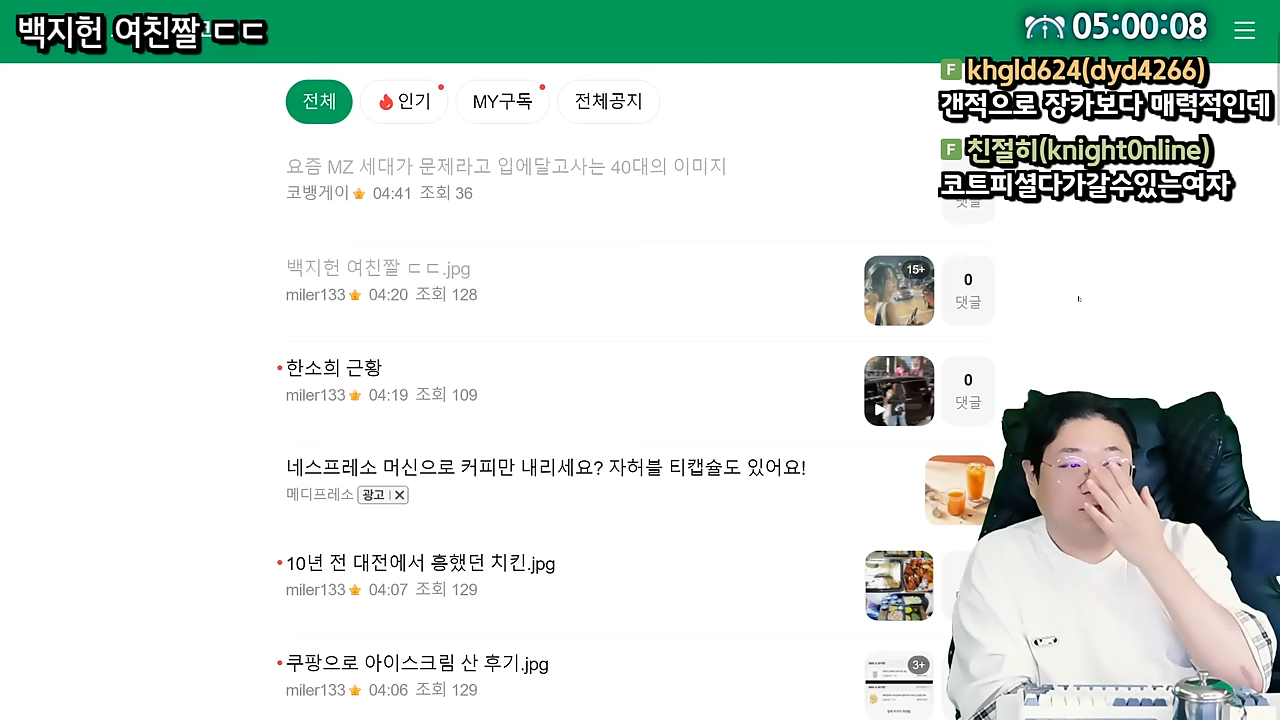 백지헌 여친짤 ㄷㄷ
05:00:08
전체
인기
MY구독
전체공지
F khgld624(dyd4266)
갠적으로 장카보다 매력적인데
F 친절히(knight0nline)
코트피셜다가갈수있는여자
요즘 MZ 세대가 문제라고 입에달고사는 40대의 이미지
코뱅게이 04:41 조회 36
댓글
백지헌 여친짤 ㄷㄷ.jpg
miler133 04:20 조회 128
15+
0
댓글
한소희 근황
miler133 04:19 조회 109
0
댓글
네스프레소 머신으로 커피만 내리세요? 자허블 티캡슐도 있어요!
메디프레소 광고 X
10년 전 대전에서 흥했던 치킨.jpg
miler133 04:07 조회 129
쿠팡으로 아이스크림 산 후기.jpg
miler133 04:06 조회 129
3+